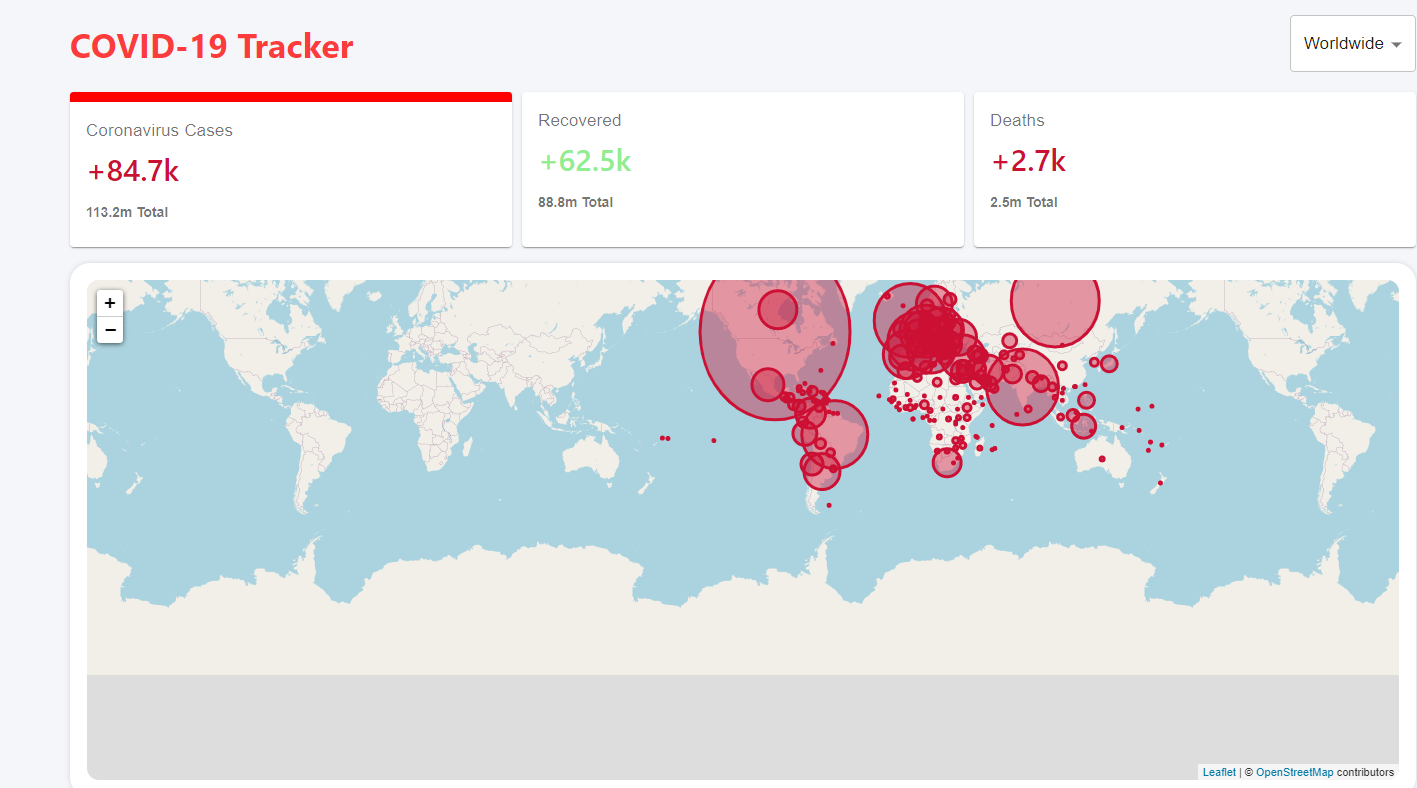 COVID-19 Tracker
Worldwide
Coronavirus Cases
+84.7k
113.2m Total
Recovered
+62.5k
88.8m Total
Deaths
+2.7k
2.5m Total
+
−
Leaflet | © OpenStreetMap contributors